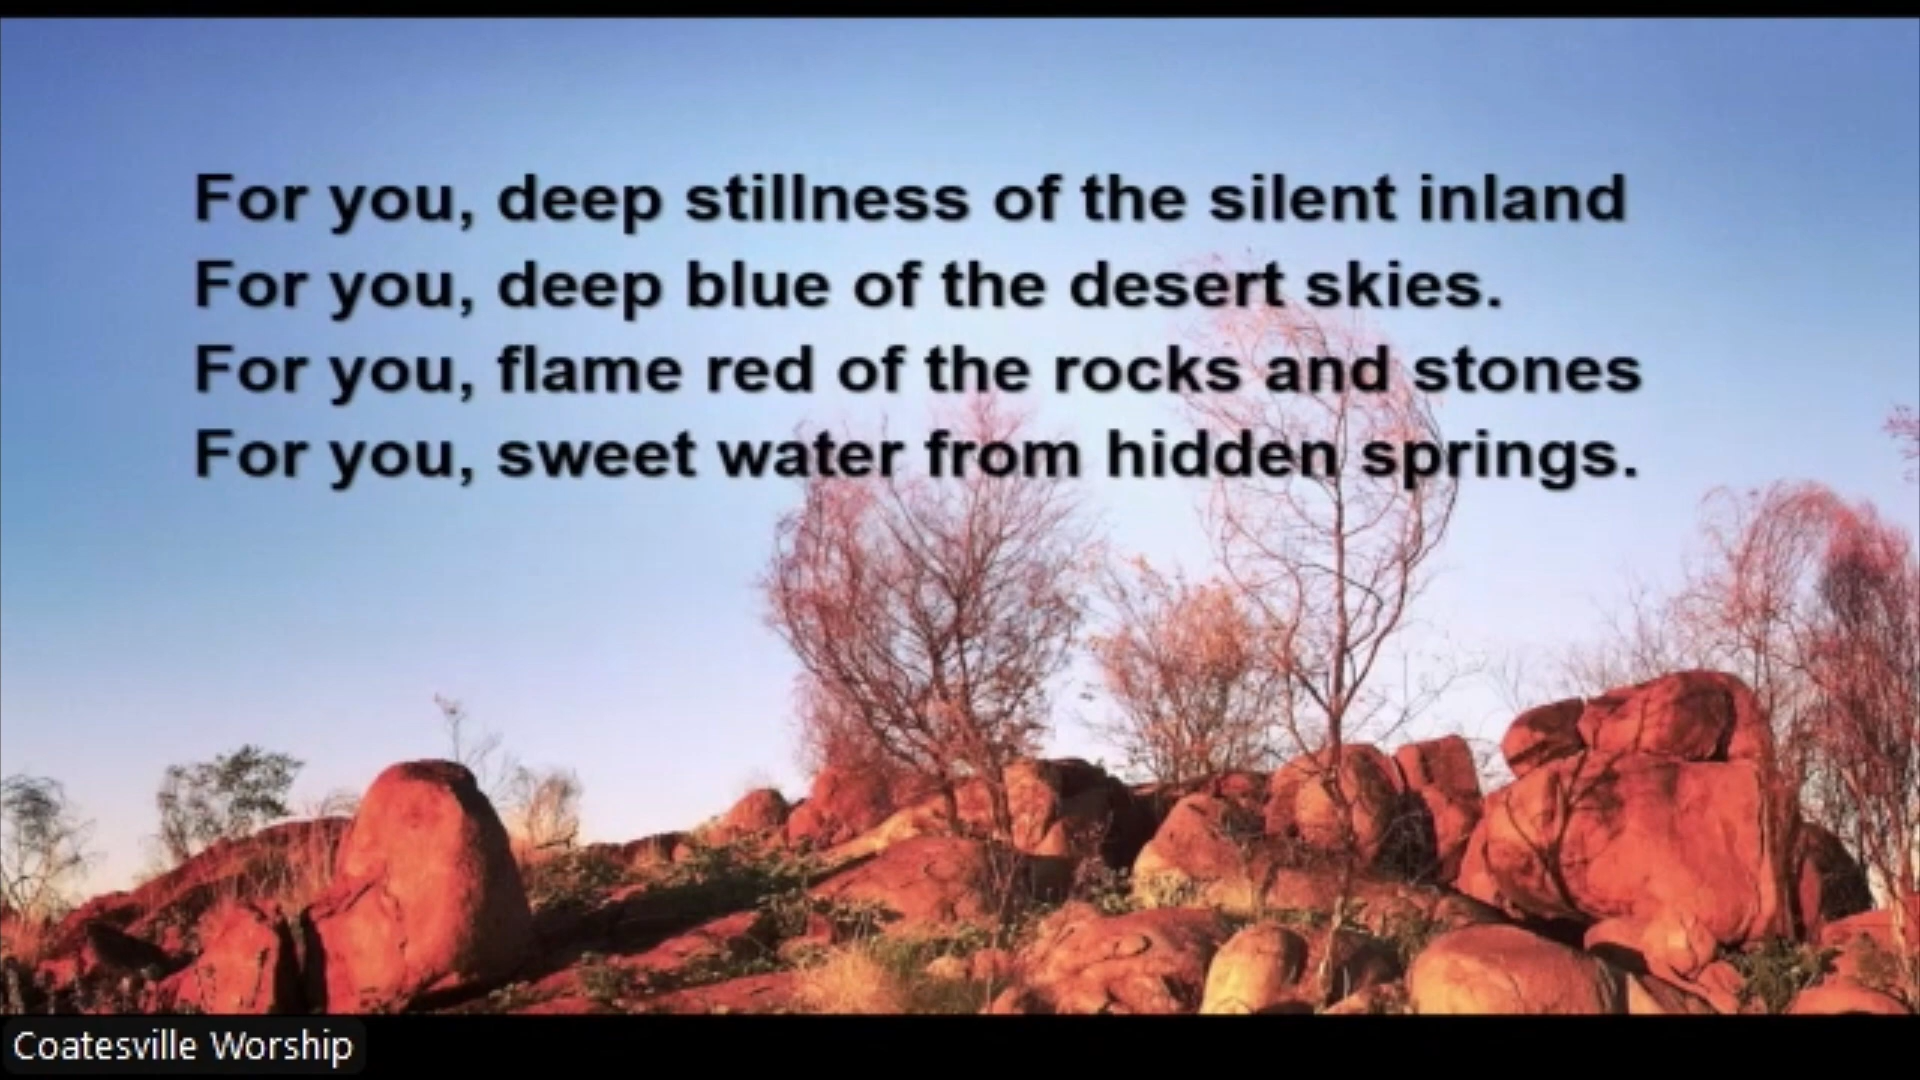 For you, deep stillness of the silent inland
For you, deep blue of the desert skies.
For you, flame red of the rocks and stones
For you, sweet water from hidden springs.
Coatesville Worship